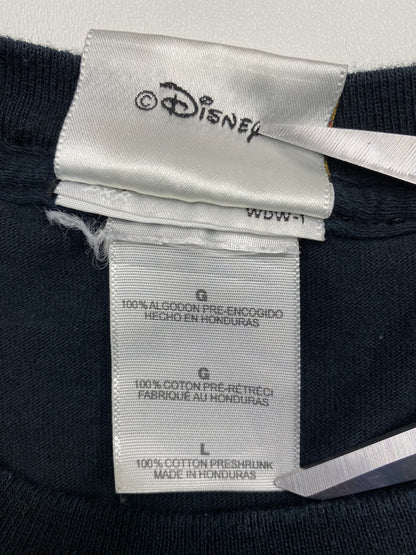 ©Disney
WDW-1
G
100% ALGODON PRE-ENCOGIDO
HECHO EN HONDURAS
G
100% COTON PRÉ-RÉTRÉCI
FABRIQUÉ AU HONDURAS
L
100% COTTON PRESHRUNK
MADE IN HONDURAS